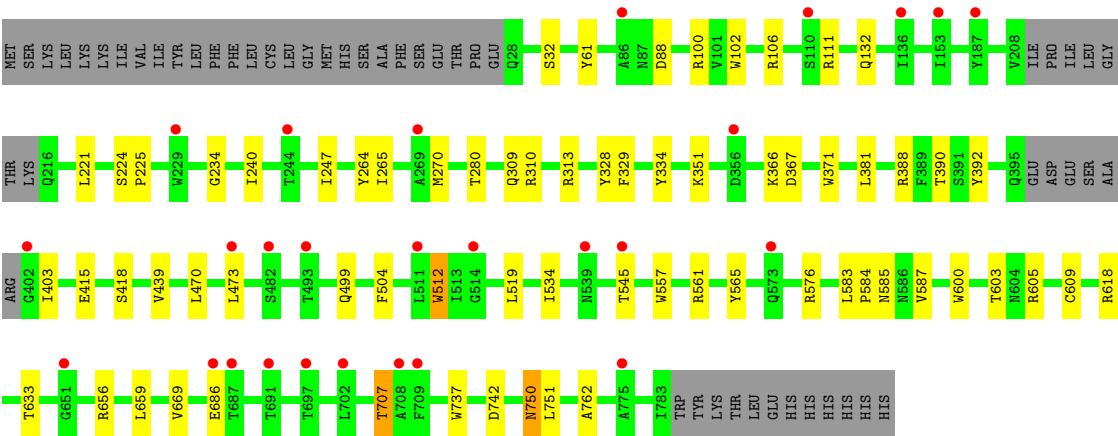 MET SER LYS LEU LYS LYS ILE VAL ILE TYR LEU PHE PHE LEU CYS LEU GLY MET HIS SER ALA PHE SER GLU THR PRO GLU Q28 S32 Y61 A86 N87 D88 R100 V101 W102 R106 S110 R111 Q132 I136 I153 Y187 V208 ILE PRO ILE LEU GLY
THR LYS Q216 L221 S224 P225 W229 G234 I240 T244 I247 Y264 I265 A269 M270 T280 Q309 R310 R313 Y328 F329 Y334 K351 D356 K366 D367 W371 L381 R388 F389 T390 S391 Y392 Q395 GLU ASP GLU SER ALA
ARG G402 I403 E415 S418 V439 L470 L473 S482 T493 Q499 F504 L511 W512 I513 G514 L519 I534 N539 T545 W557 R561 Y565 Q573 R576 L583 P584 N585 N586 V587 W600 T603 N604 R605 C609 R618
T633 G651 R656 L659 V669 E686 T687 T691 T697 L702 T707 A708 F709 W737 D742 N750 L751 A762 A775 I783 TRP TYR LYS THR LEU GLU HIS HIS HIS HIS HIS HIS